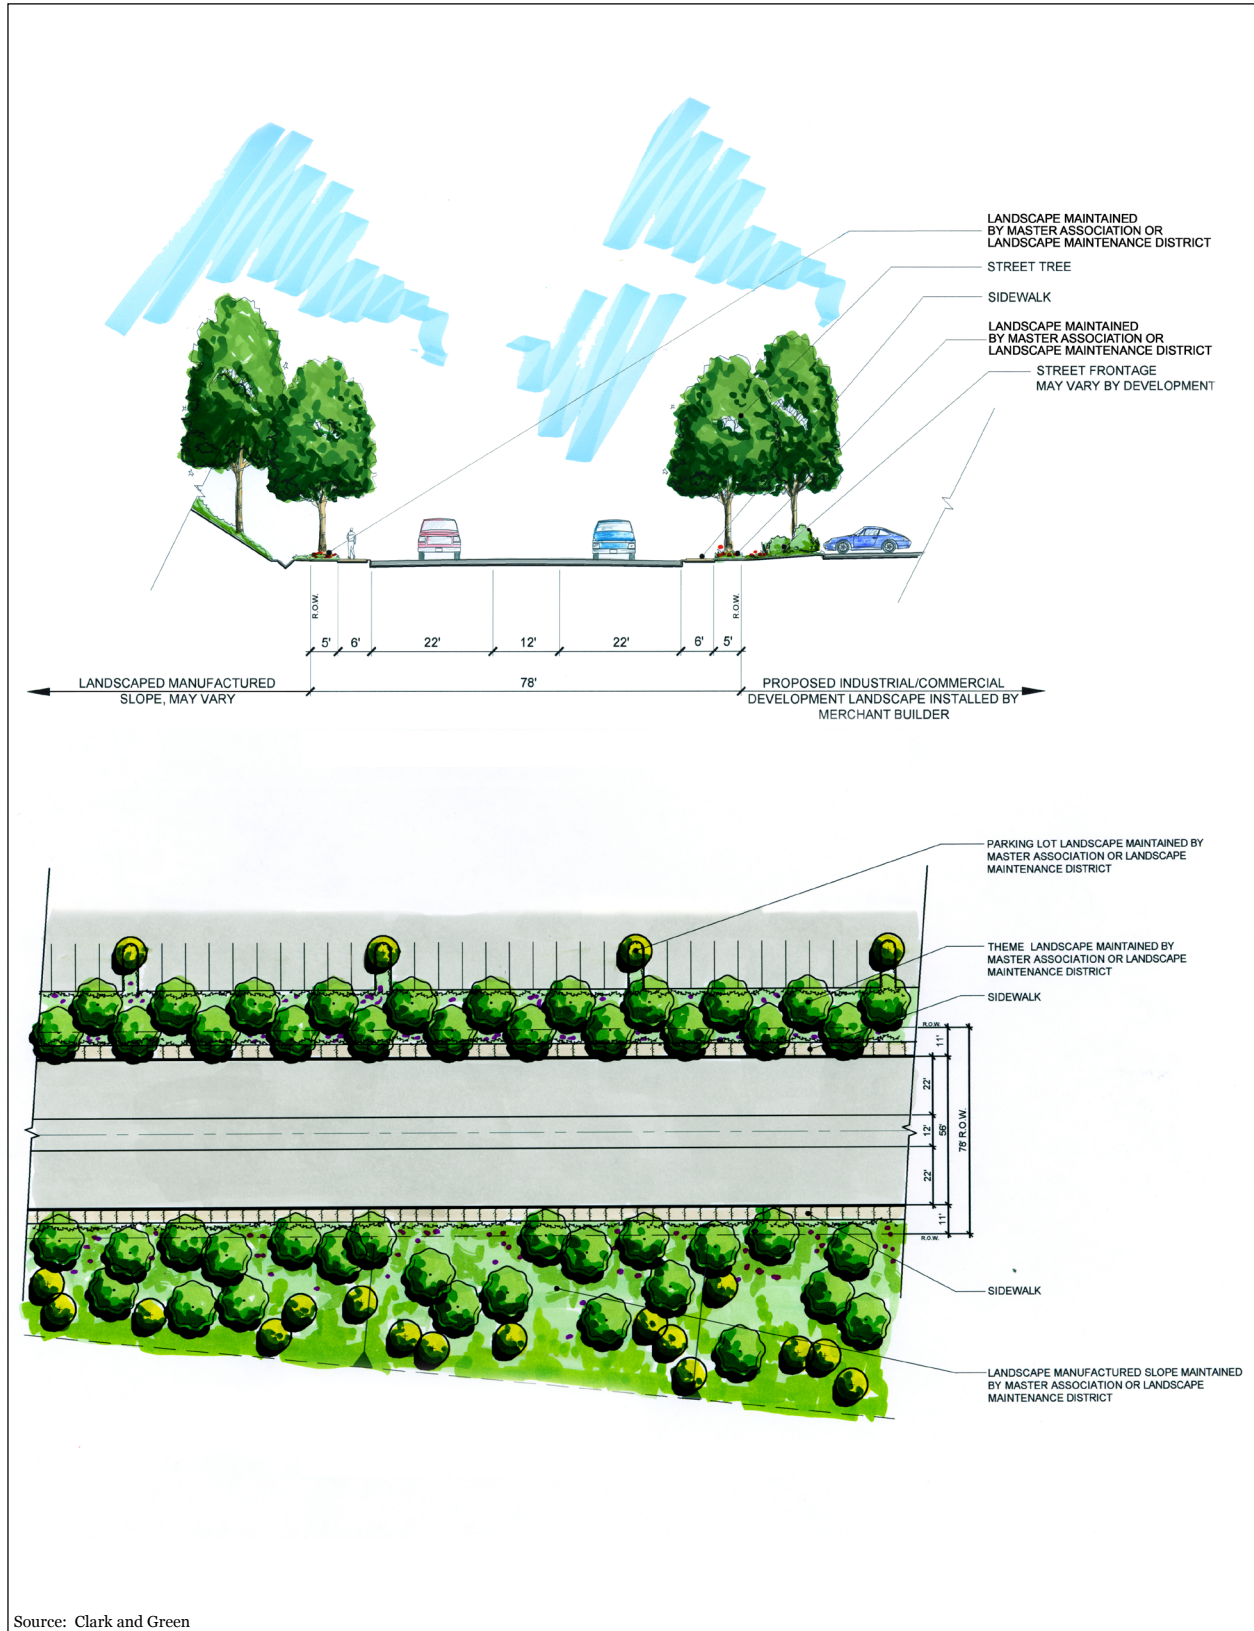 LANDSCAPE MAINTAINED
BY MASTER ASSOCIATION OR
LANDSCAPE MAINTENANCE DISTRICT
STREET TREE
SIDEWALK
LANDSCAPE MAINTAINED
BY MASTER ASSOCIATION OR
LANDSCAPE MAINTENANCE DISTRICT
STREET FRONTAGE
MAY VARY BY DEVELOPMENT
R.O.W.
R.O.W.
5' 6' 22' 12' 22' 6' 5'
78'
LANDSCAPED MANUFACTURED
SLOPE, MAY VARY
PROPOSED INDUSTRIAL/COMMERCIAL
DEVELOPMENT LANDSCAPE INSTALLED BY
MERCHANT BUILDER
PARKING LOT LANDSCAPE MAINTAINED BY
MASTER ASSOCIATION OR LANDSCAPE
MAINTENANCE DISTRICT
THEME LANDSCAPE MAINTAINED BY
MASTER ASSOCIATION OR LANDSCAPE
MAINTENANCE DISTRICT
SIDEWALK
R.O.W.
11'
22'
12'
56'
78' R.O.W.
22'
11'
R.O.W.
SIDEWALK
LANDSCAPE MANUFACTURED SLOPE MAINTAINED
BY MASTER ASSOCIATION OR LANDSCAPE
MAINTENANCE DISTRICT
Source: Clark and Green